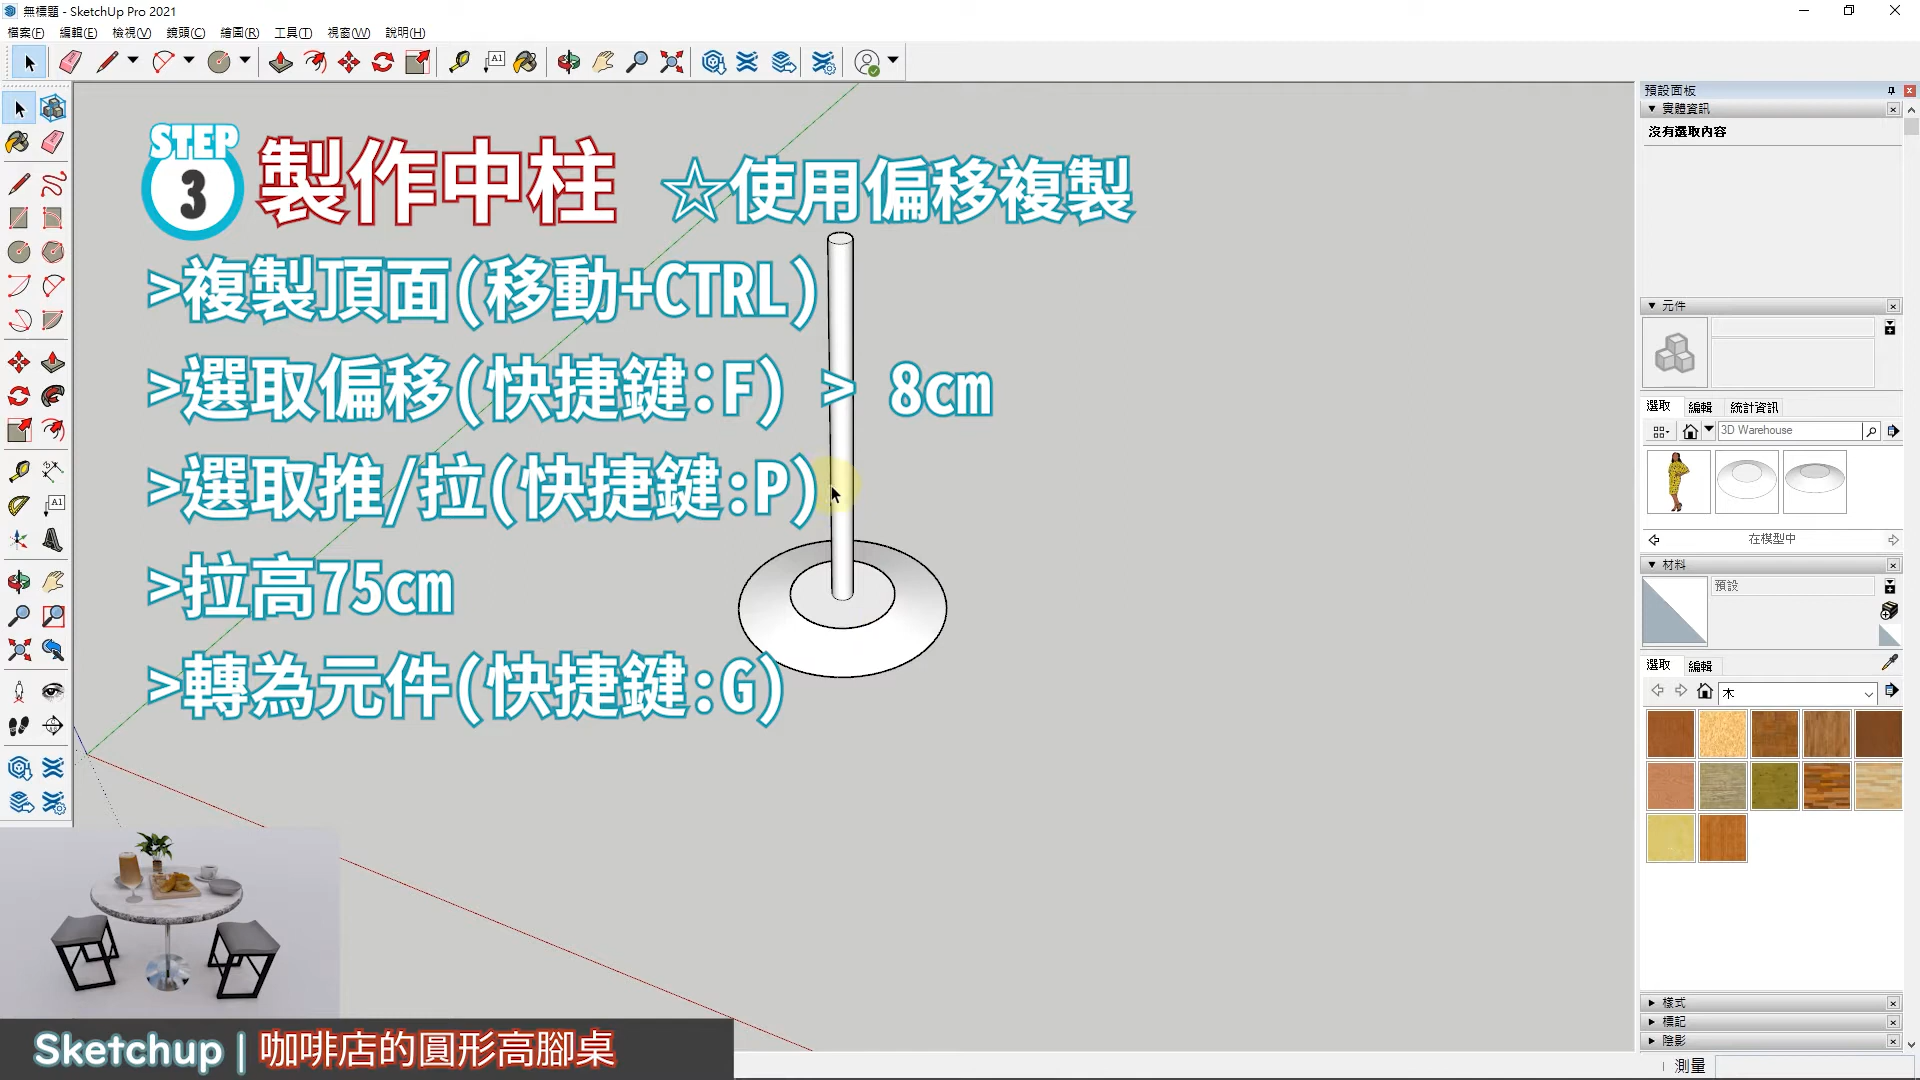 無標題 - SketchUp Pro 2021
檔案(F) 編輯(E) 檢視(V) 鏡頭(C) 繪圖(R) 工具(T) 視窗(W) 說明(H)
A1
STEP
3
製作中柱
☆使用偏移複製
>複製頂面(移動+CTRL)
>選取偏移(快捷鍵:F) > 8cm
>選取推/拉(快捷鍵:P)
>拉高75cm
>轉為元件(快捷鍵:G)
A1
Sketchup | 咖啡店的圓形高腳桌
預設面板
實體資訊
沒有選取內容
元件
選取 編輯 統計資訊
3D Warehouse
在模型中
材料
預設
選取 編輯
木
樣式
標記
陰影
測量